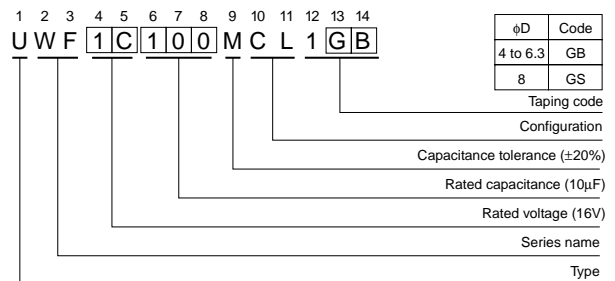 1 2 3 4 5 6 7 8 9 10 11 12 13 14
U W F 1 C 1 0 0 M C L 1 G B
ϕD Code
4 to 6.3 GB
8 GS
Taping code
Configuration
Capacitance tolerance (±20%)
Rated capacitance (10μF)
Rated voltage (16V)
Series name
Type